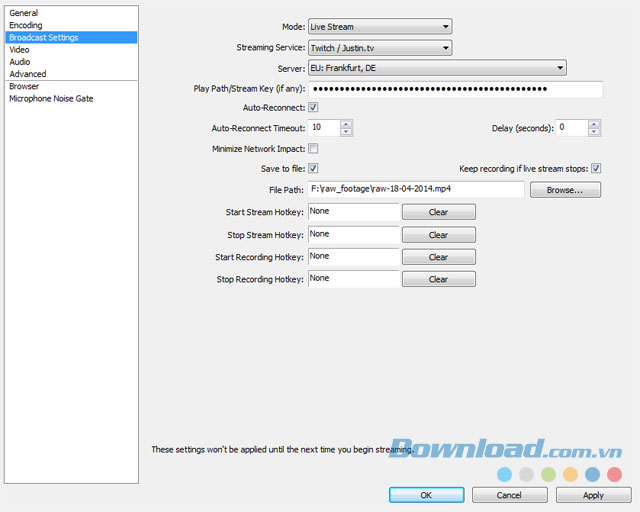 General
Encoding
Broadcast Settings
Video
Audio
Advanced
Browser
Microphone Noise Gate
Mode: Live Stream
Streaming Service: Twitch / Justin.tv
Server: EU: Frankfurt, DE
Play Path/Stream Key (if any): ●●●●●●●●●●●●●●●●●●●●●●●●●●●●●●●●●●●●●●●●●●●●
Auto-Reconnect:
Auto-Reconnect Timeout: 10 Delay (seconds): 0
Minimize Network Impact:
Save to file: Keep recording if live stream stops:
File Path: F:\raw_footage\raw-18-04-2014.mp4 Browse...
Start Stream Hotkey: None Clear
Stop Stream Hotkey: None Clear
Start Recording Hotkey: None Clear
Stop Recording Hotkey: None Clear
These settings won't be applied until the next time you begin streaming.
Download.com.vn
OK Cancel Apply